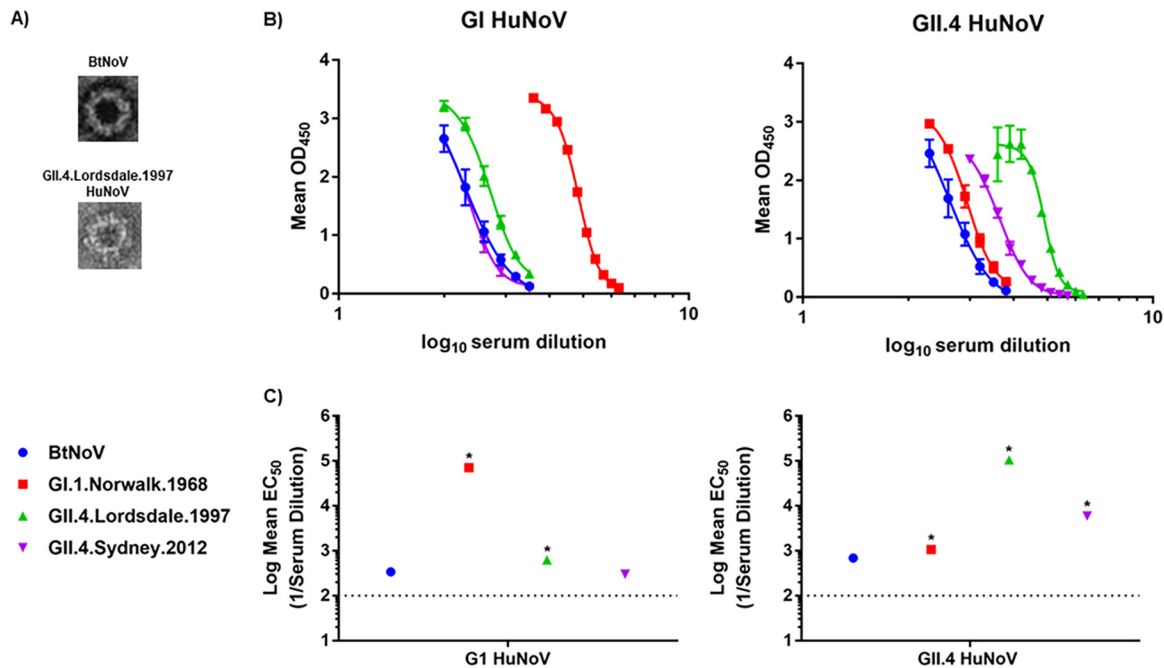 A)
BtNoV
GII.4.Lordsdale.1997
HuNoV
B)
GI HuNoV
4
3
2
1
0
Mean OD450
1
10
log10 serum dilution
GII.4 HuNoV
4
3
2
1
0
Mean OD450
1
10
log10 serum dilution
BtNoV
GI.1.Norwalk.1968
GII.4.Lordsdale.1997
GII.4.Sydney.2012
C)
6
5
4
3
2
1
Log Mean EC50
(1/Serum Dilution)
*
*
G1 HuNoV
6
5
4
3
2
1
Log Mean EC50
(1/Serum Dilution)
*
*
*
GII.4 HuNoV